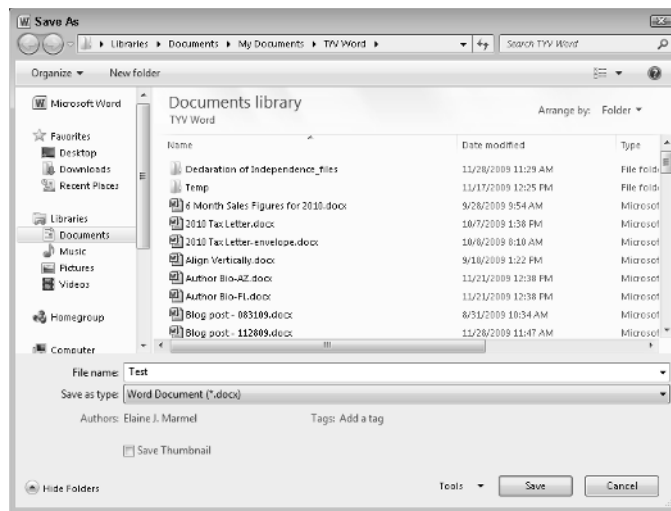 Save As
Libraries Documents My Documents TYV Word Search TYV Word
Organize New folder
Microsoft Word
Favorites
Desktop
Downloads
Recent Places
Libraries
Documents
Music
Pictures
Videos
Homegroup
Computer
Documents library
TYV Word
Arrange by: Folder
Name Date modified Type
Declaration of Independence_files 11/28/2009 11:29 AM File fold
Temp 11/17/2009 12:25 PM File fold
6 Month Sales Figures for 2010.docx 9/28/2009 9:54 AM Microsof
2010 Tax Letter.docx 10/7/2009 1:38 PM Microsof
2010 Tax Letter-envelope.docx 10/8/2009 8:10 AM Microsof
Align Vertically.docx 9/18/2009 1:22 PM Microsof
Author Bio-AZ.docx 11/21/2009 12:38 PM Microsof
Author Bio-FL.docx 11/21/2009 12:38 PM Microsof
Blog post - 083109.docx 8/31/2009 10:34 AM Microsof
Blog post - 112809.docx 11/28/2009 11:47 AM Microsof
File name: Test
Save as type: Word Document (*.docx)
Authors: Elaine J. Marmel Tags: Add a tag
Save Thumbnail
Hide Folders Tools Save Cancel